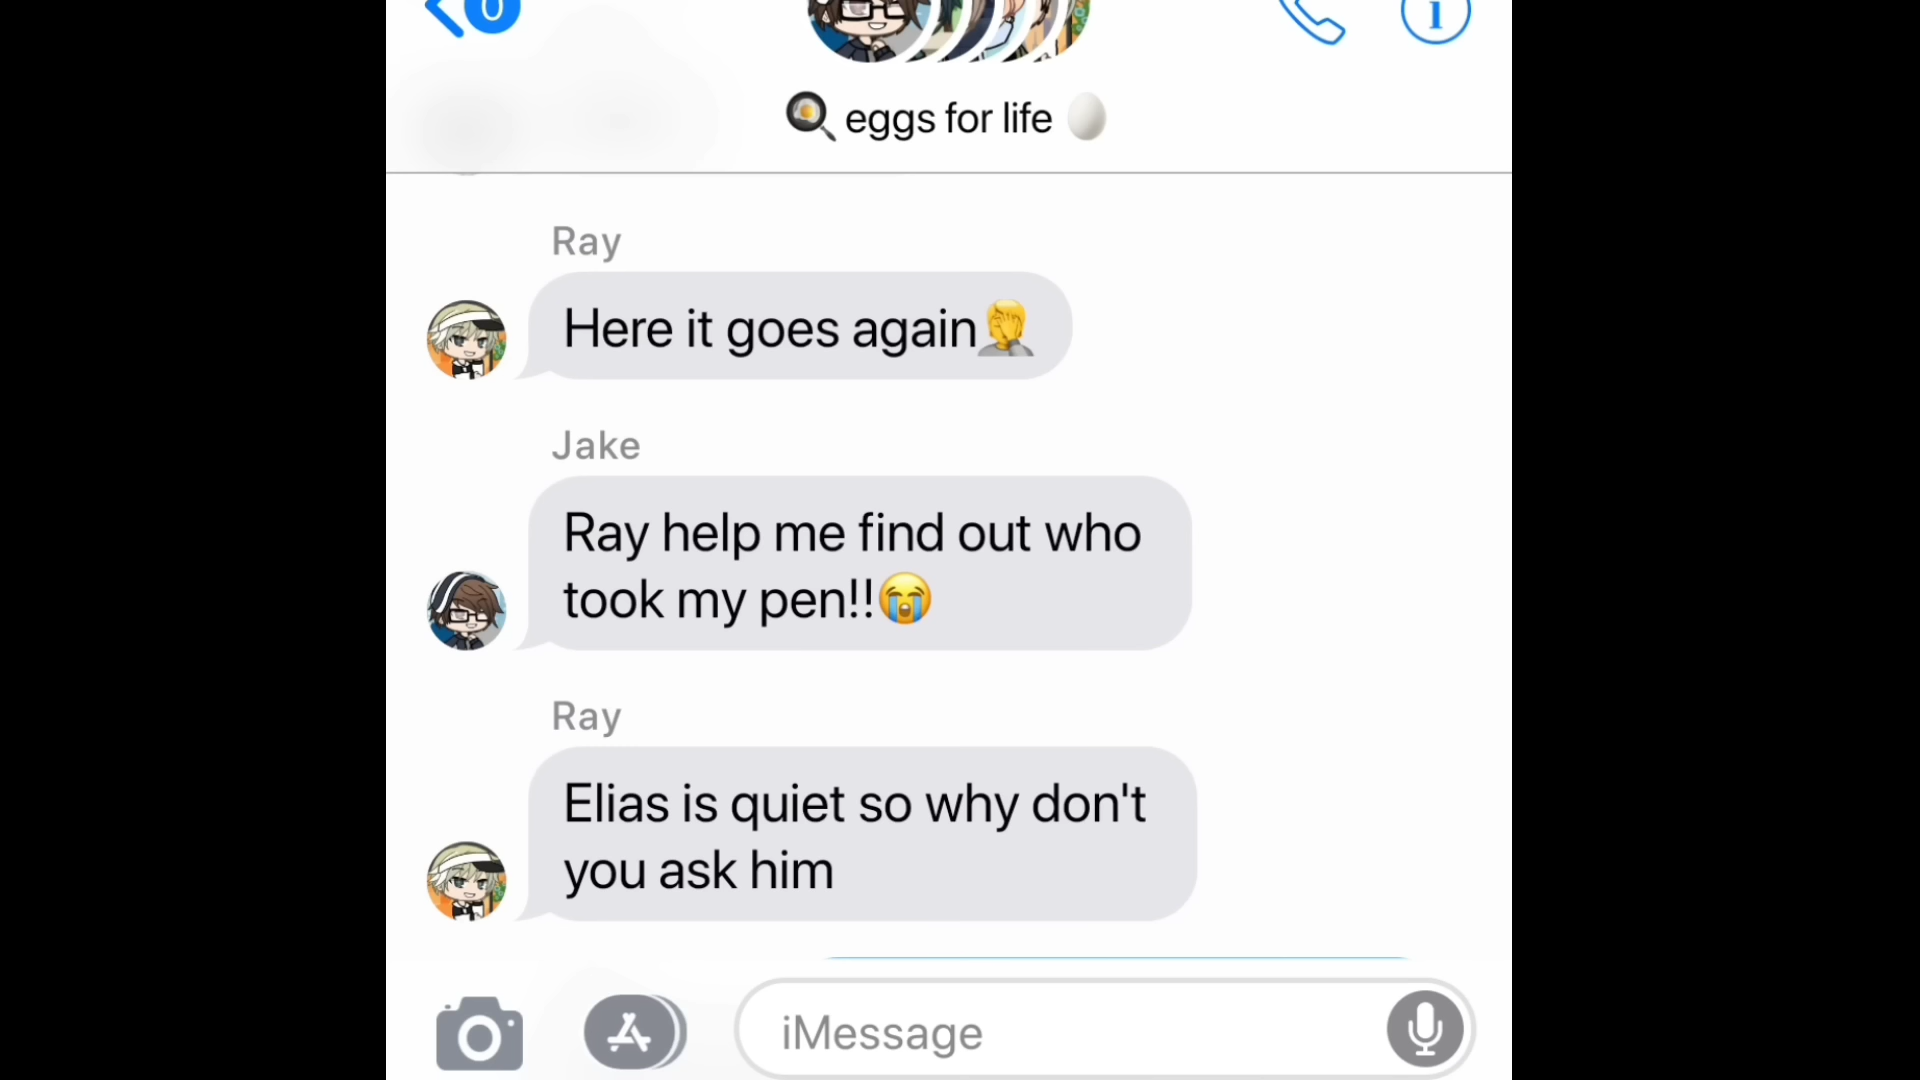 0
i
🍳 eggs for life 🥚
Ray
Here it goes again🤦
Jake
Ray help me find out who
took my pen!!😭
Ray
Elias is quiet so why don't
you ask him
iMessage